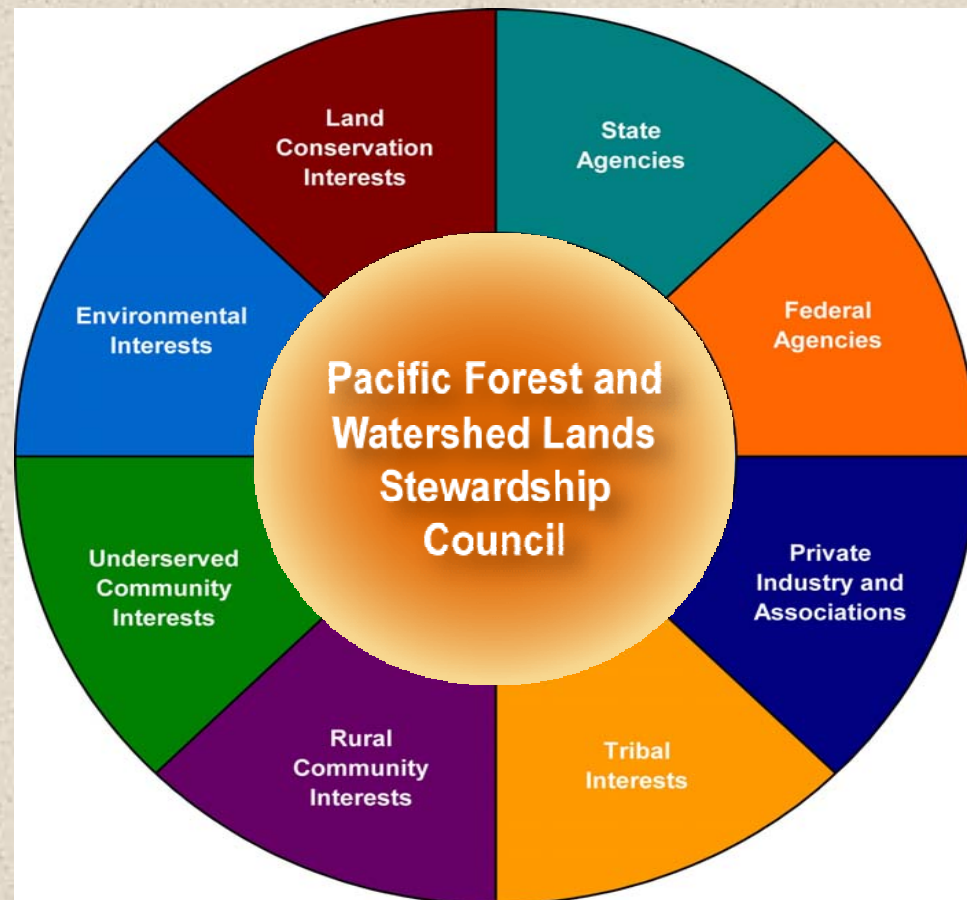 Land
Conservation
Interests
State
Agencies
Environmental
Interests
Federal
Agencies
Pacific Forest and
Watershed Lands
Stewardship
Council
Underserved
Community
Interests
Private
Industry and
Associations
Rural
Community
Interests
Tribal
Interests